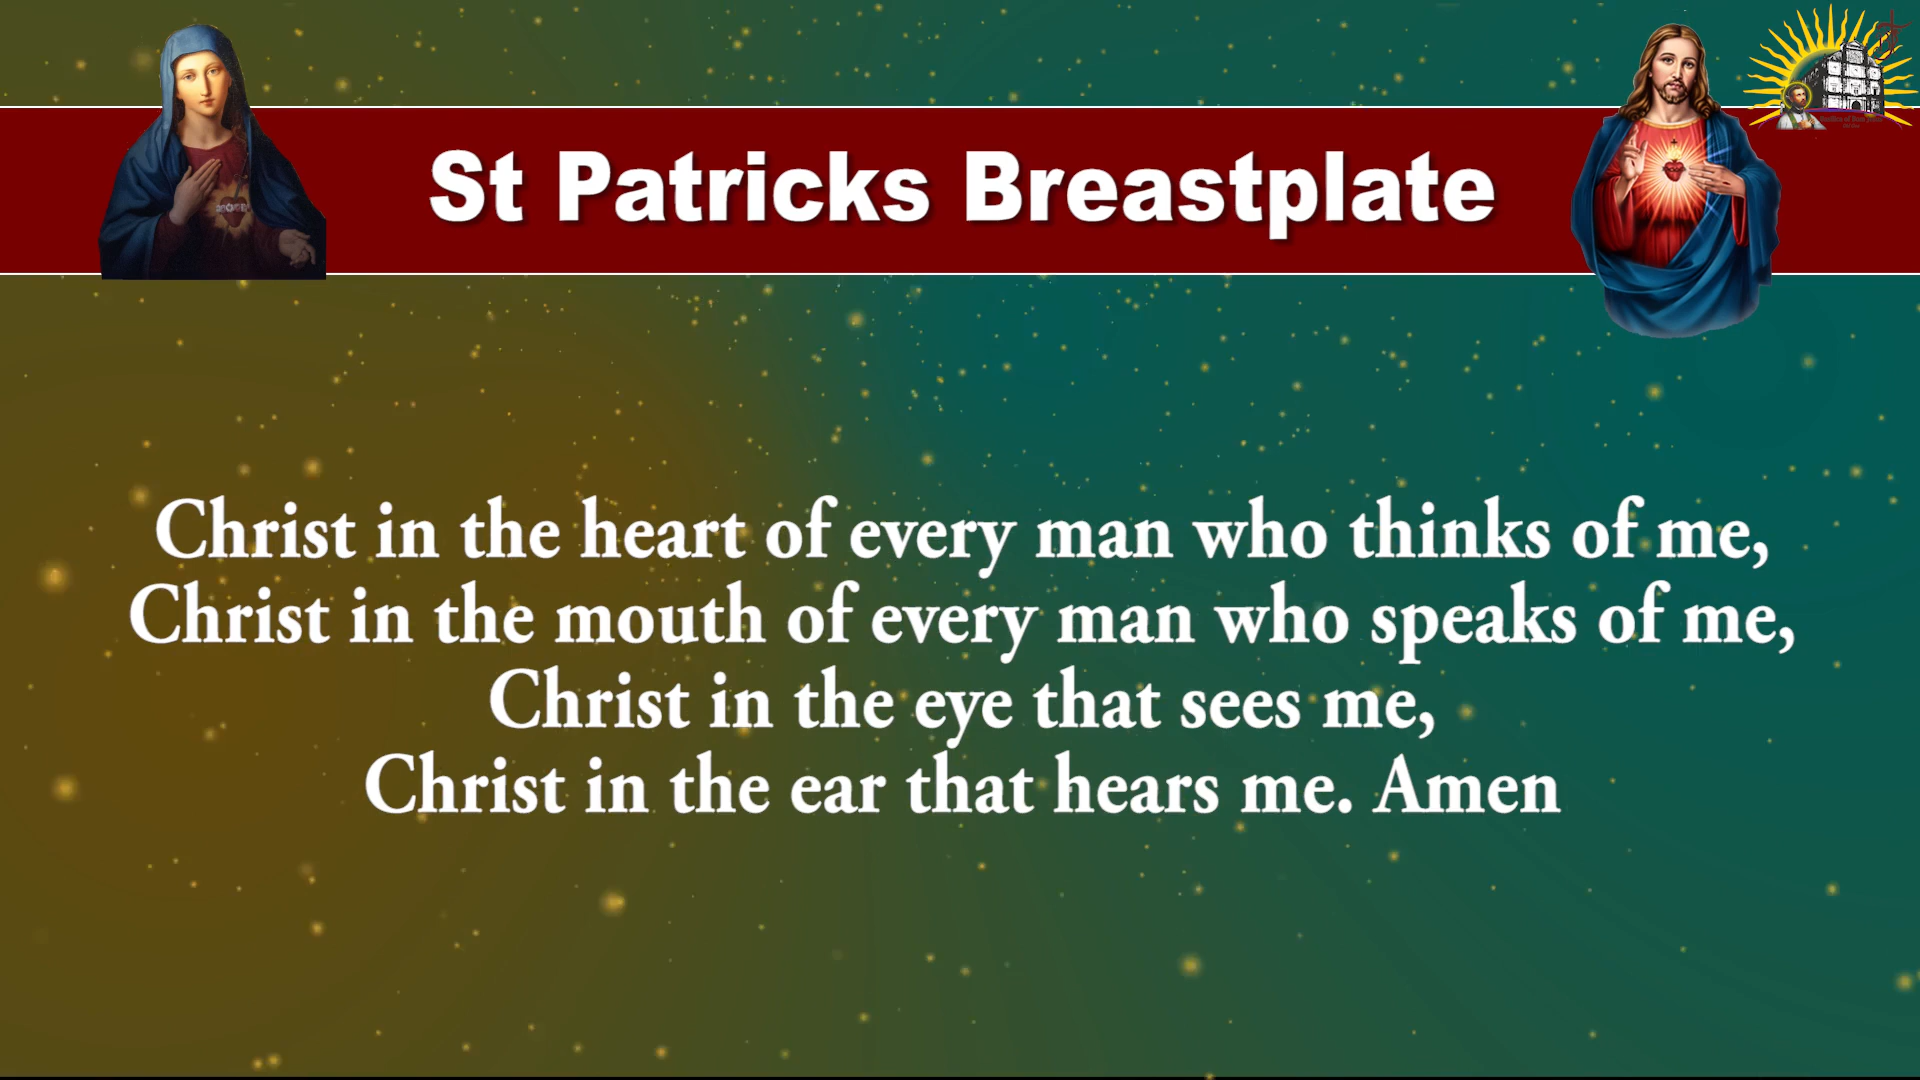 St Patricks Breastplate
Christ in the heart of every man who thinks of me,
Christ in the mouth of every man who speaks of me,
Christ in the eye that sees me,
Christ in the ear that hears me. Amen